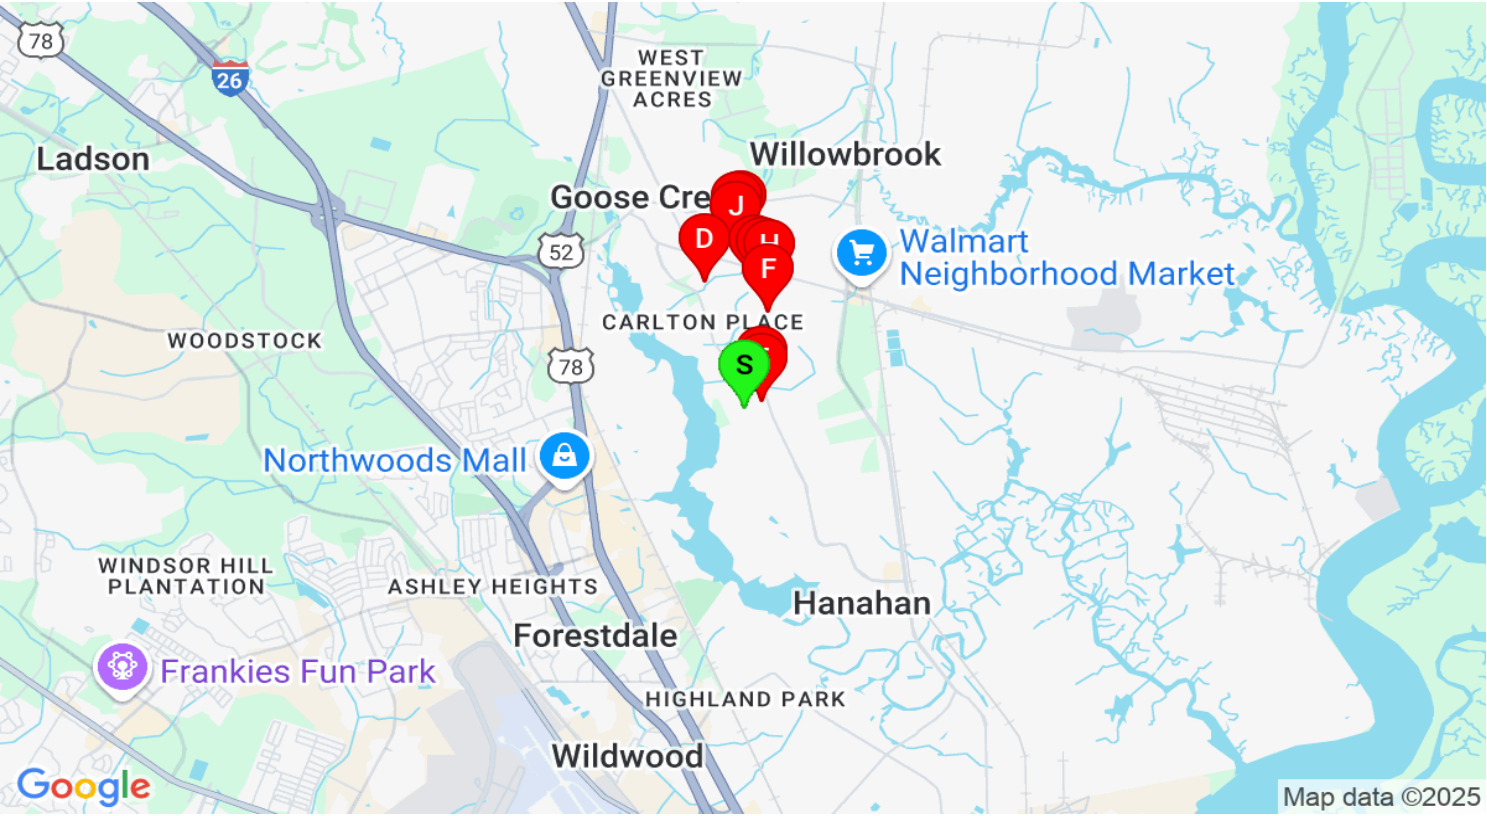 78
26
WEST
GREENVIEW
ACRES
Ladson
Willowbrook
Goose Cre
J
D
H
F
52
Walmart
Neighborhood Market
CARLTON PLACE
WOODSTOCK
78
S
Northwoods Mall
WINDSOR HILL
PLANTATION
ASHLEY HEIGHTS
Hanahan
Forestdale
Frankies Fun Park
HIGHLAND PARK
Wildwood
Google
Map data ©2025